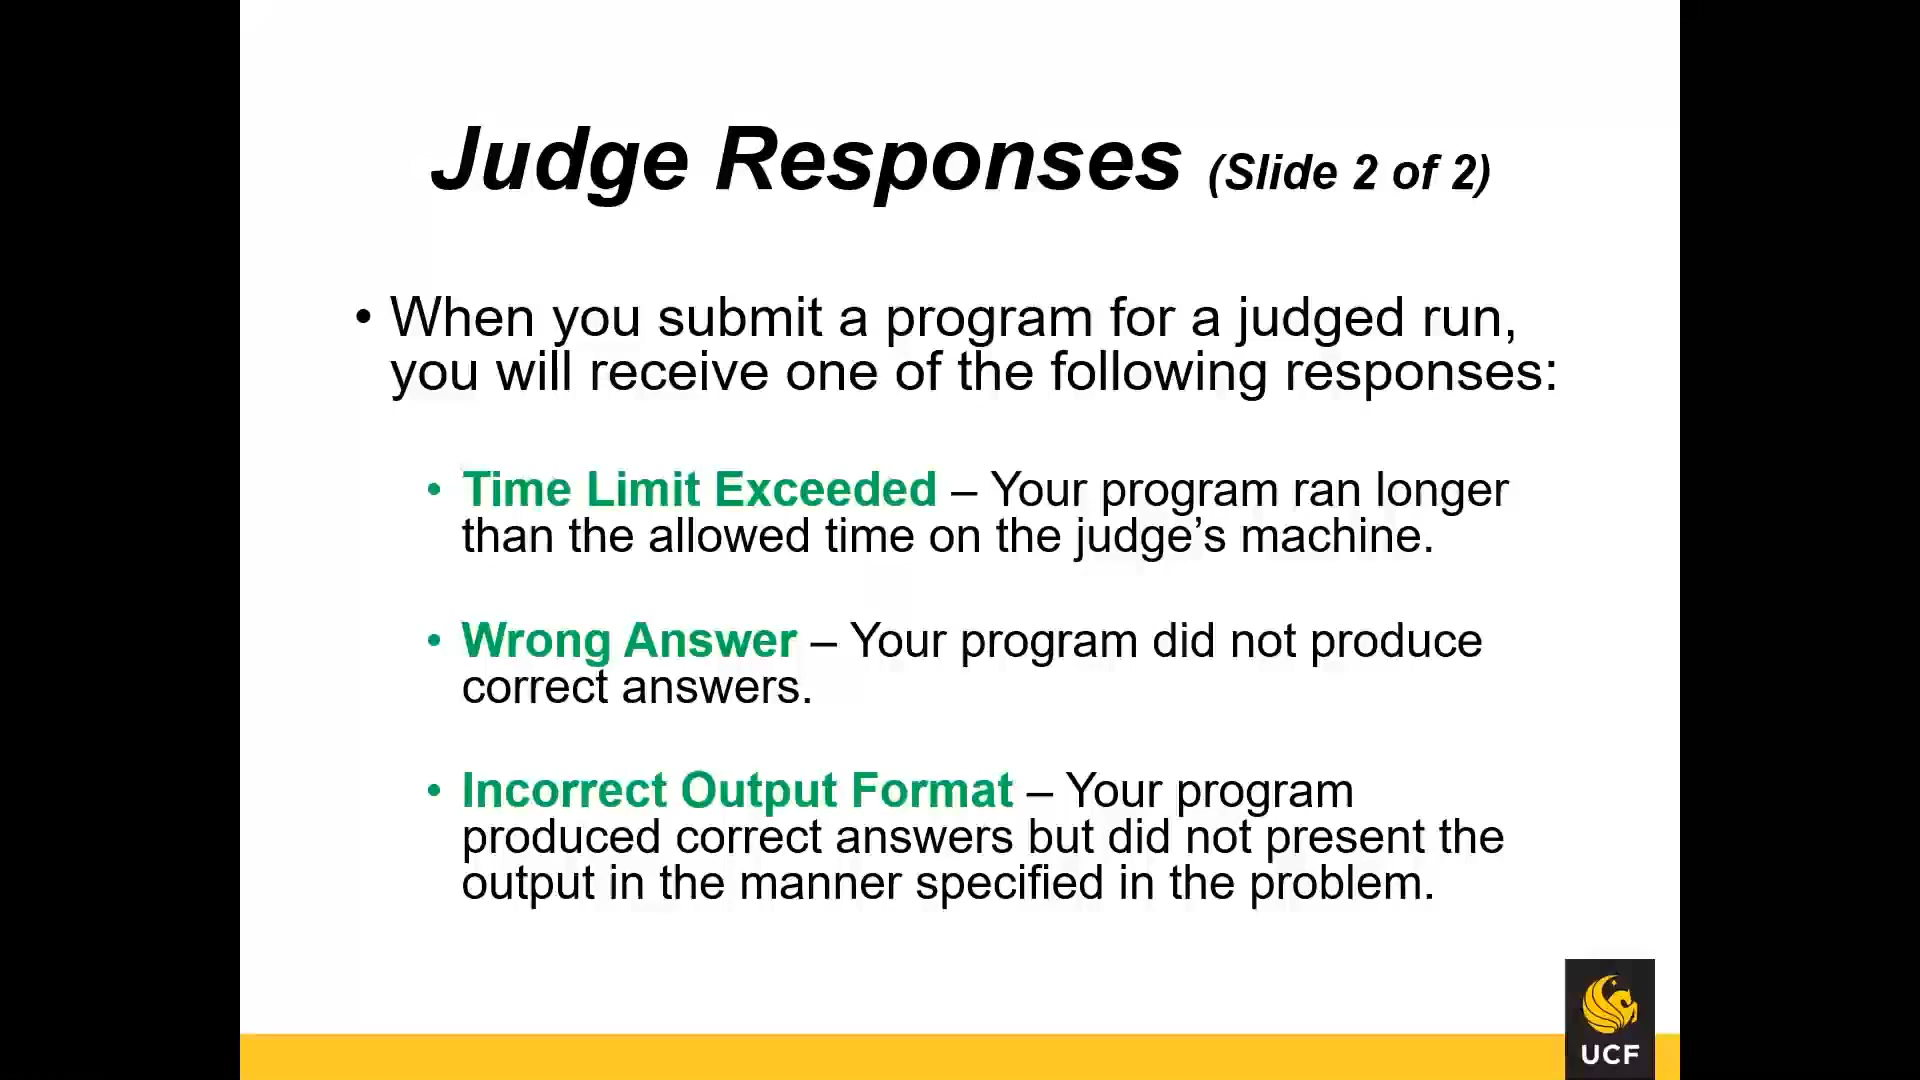 Judge Responses (Slide 2 of 2)
• When you submit a program for a judged run,
you will receive one of the following responses:
• Time Limit Exceeded – Your program ran longer
than the allowed time on the judge’s machine.
• Wrong Answer – Your program did not produce
correct answers.
• Incorrect Output Format – Your program
produced correct answers but did not present the
output in the manner specified in the problem.
UCF